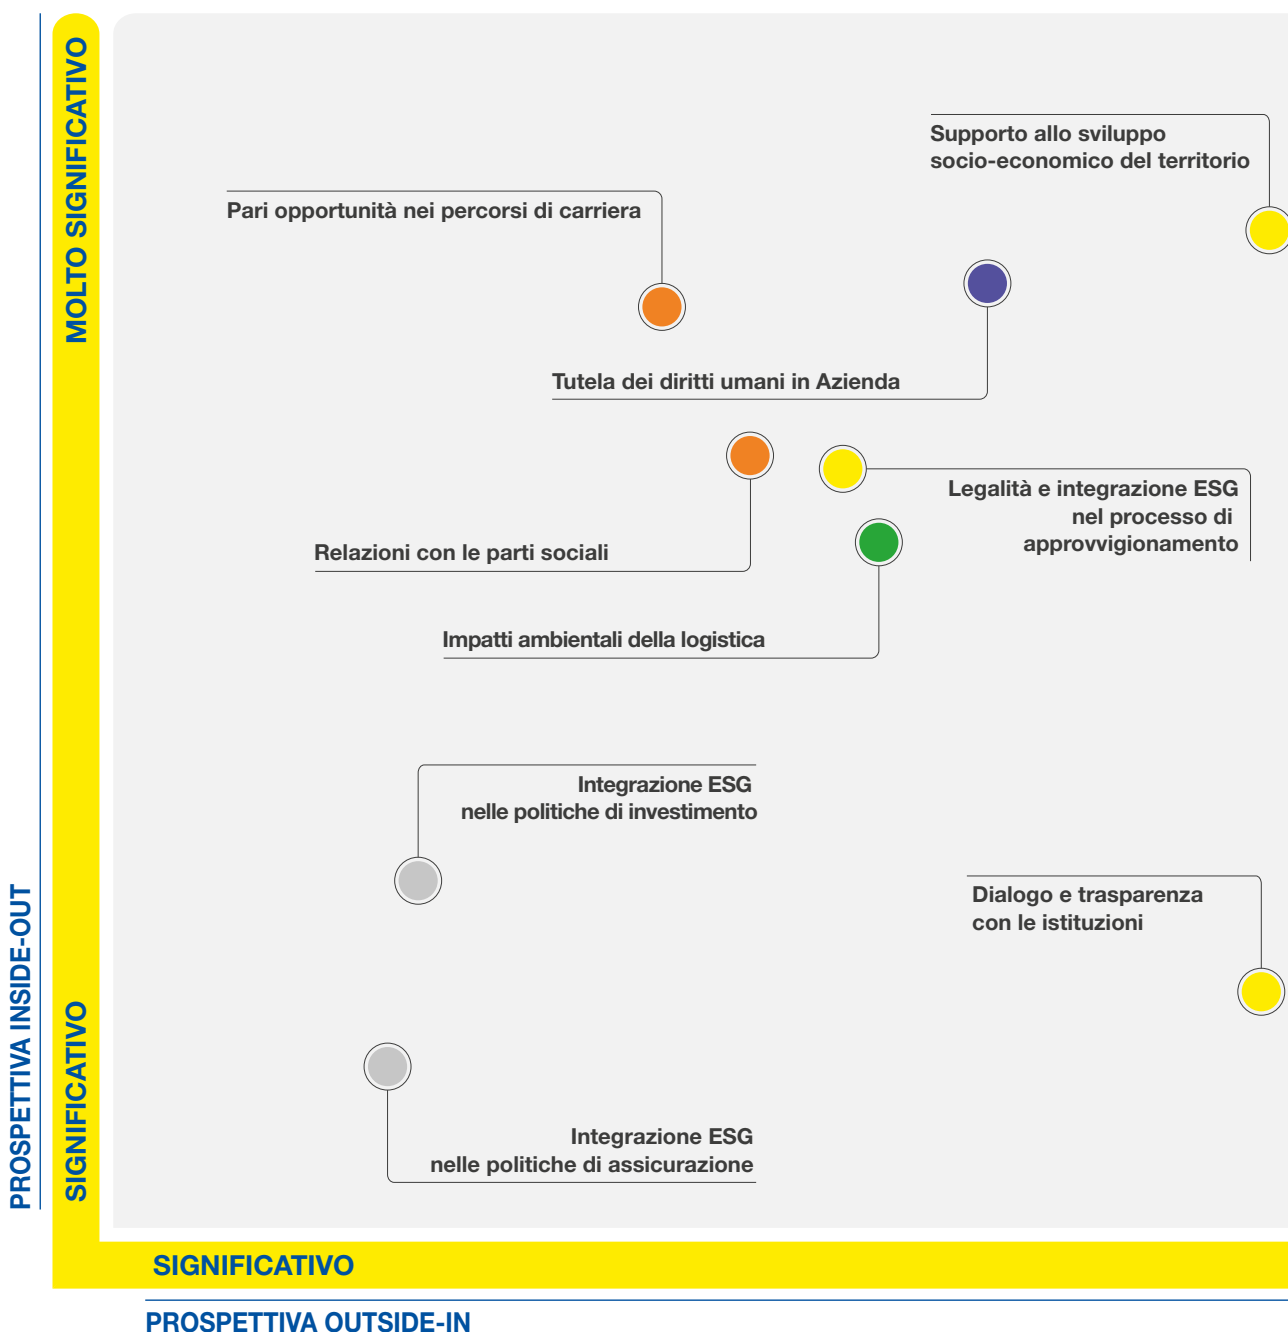 MOLTO SIGNIFICATIVO
Supporto allo sviluppo
socio-economico del territorio
Pari opportunità nei percorsi di carriera
Tutela dei diritti umani in Azienda
Legalità e integrazione ESG
nel processo di
approvvigionamento
Relazioni con le parti sociali
Impatti ambientali della logistica
Integrazione ESG
nelle politiche di investimento
Dialogo e trasparenza
con le istituzioni
Integrazione ESG
nelle politiche di assicurazione
PROSPETTIVA INSIDE-OUT
SIGNIFICATIVO
SIGNIFICATIVO
PROSPETTIVA OUTSIDE-IN